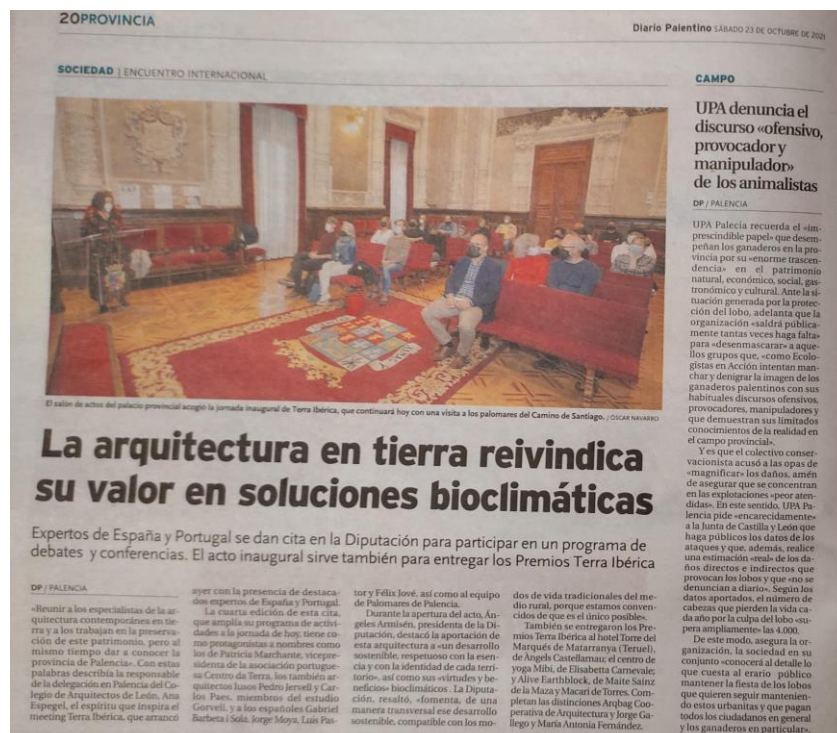 20PROVINCIA
Diario Palentino SÁBADO 23 DE OCTUBRE DE 2021
SOCIEDAD | ENCUENTRO INTERNACIONAL
El salón de actos del palacio provincial acogió la jornada inaugural de Terra Ibérica, que continuará hoy con una visita a los palomares del Camino de Santiago. / ÓSCAR NAVARRO
La arquitectura en tierra reivindica
su valor en soluciones bioclimáticas
Expertos de España y Portugal se dan cita en la Diputación para participar en un programa de
debates y conferencias. El acto inaugural sirve también para entregar los Premios Terra Ibérica
DP / PALENCIA
«Reunir a los especialistas de la ar-
quitectura contemporánea en tie-
rra y a los trabajan en la preserva-
ción de este patrimonio, pero al
mismo tiempo dar a conocer la
provincia de Palencia». Con estas
palabras describía la responsable
de la delegación en Palencia del Co-
legio de Arquitectos de León, Ana
Espegel, el espíritu que inspira el
meeting Terra Ibérica, que arrancó
ayer con la presencia de destaca-
dos expertos de España y Portugal.
La cuarta edición de esta cita,
que amplía su programa de activi-
dades a la jornada de hoy, tiene co-
mo protagonistas a nombres como
los de Patricia Marchante, vicepre-
sidenta de la asociación portugue-
sa Centro da Terra, los también ar-
quitectos lusos Pedro Jervell y Car-
los Paes, miembros del estudio
Gorvell, y a los españoles Gabriel
Barbeta i Sola, Jorge Moya, Luis Pas-
tor y Félix Jové, así como al equipo
de Palomares de Palencia.
Durante la apertura del acto, Án-
geles Armisén, presidenta de la Di-
putación, destacó la aportación de
esta arquitectura a «un desarrollo
sostenible, respetuoso con la esen-
cia y con la identidad de cada terri-
torio», así como sus «virtudes y be-
neficios» bioclimáticos. La Diputa-
ción, resaltó, «fomenta, de una
manera transversal ese desarrollo
sostenible, compatible con los mo-
dos de vida tradicionales del me-
dio rural, porque estamos conven-
cidos de que es el único posible».
También se entregaron los Pre-
mios Terra Ibérica al hotel Torre del
Marqués de Matarranya (Teruel),
de Àngels Castellarnau; el centro de
yoga Mibi, de Elisabetta Carnevale;
y Alive Earthblock, de Maite Sainz
de la Maza y Macari de Torres. Com-
pletan las distinciones Arqbag Coo-
perativa de Arquitectura y Jorge Ga-
llego y María Antonia Fernández.
CAMPO
UPA denuncia el
discurso «ofensivo,
provocador y
manipulador»
de los animalistas
DP / PALENCIA
UPA Palecia recuerda el «im-
prescindible papel» que desem-
peñan los ganaderos en la pro-
vincia por su «enorme trascen-
dencia» en el patrimonio
natural, económico, social, gas-
tronómico y cultural. Ante la si-
tuación generada por la protec-
ción del lobo, adelanta que la
organización «saldrá pública-
mente tantas veces haga falta»
para «desenmascarar» a aque-
llos grupos que, «como Ecolo-
gistas en Acción intentan man-
char y denigrar la imagen de los
ganaderos palentinos con sus
habituales discursos ofensivos,
provocadores, manipuladores y
que demuestran sus limitados
conocimientos de la realidad en
el campo provincial».
Y es que el colectivo conser-
vacionista acusó a las opas de
«magnificar» los daños, amén
de asegurar que se concentran
en las explotaciones «peor aten-
didas». En este sentido, UPA Pa-
lencia pide «encarecidamente»
a la Junta de Castilla y León que
haga públicos los datos de los
ataques y que, además, realice
una estimación «real» de los da-
ños directos e indirectos que
provocan los lobos y que «no se
denuncian a diario». Según los
datos aportados, el número de
cabezas que pierden la vida ca-
da año por la culpa del lobo «su-
pera ampliamente» las 4.000.
De este modo, asegura la or-
ganización, la sociedad en su
conjunto «conocerá al detalle lo
que cuesta al erario público
mantener la fiesta de los lobos
que quieren seguir mantenien-
do estos urbanitas y que pagan
todos los ciudadanos en general
y los ganaderos en particular».